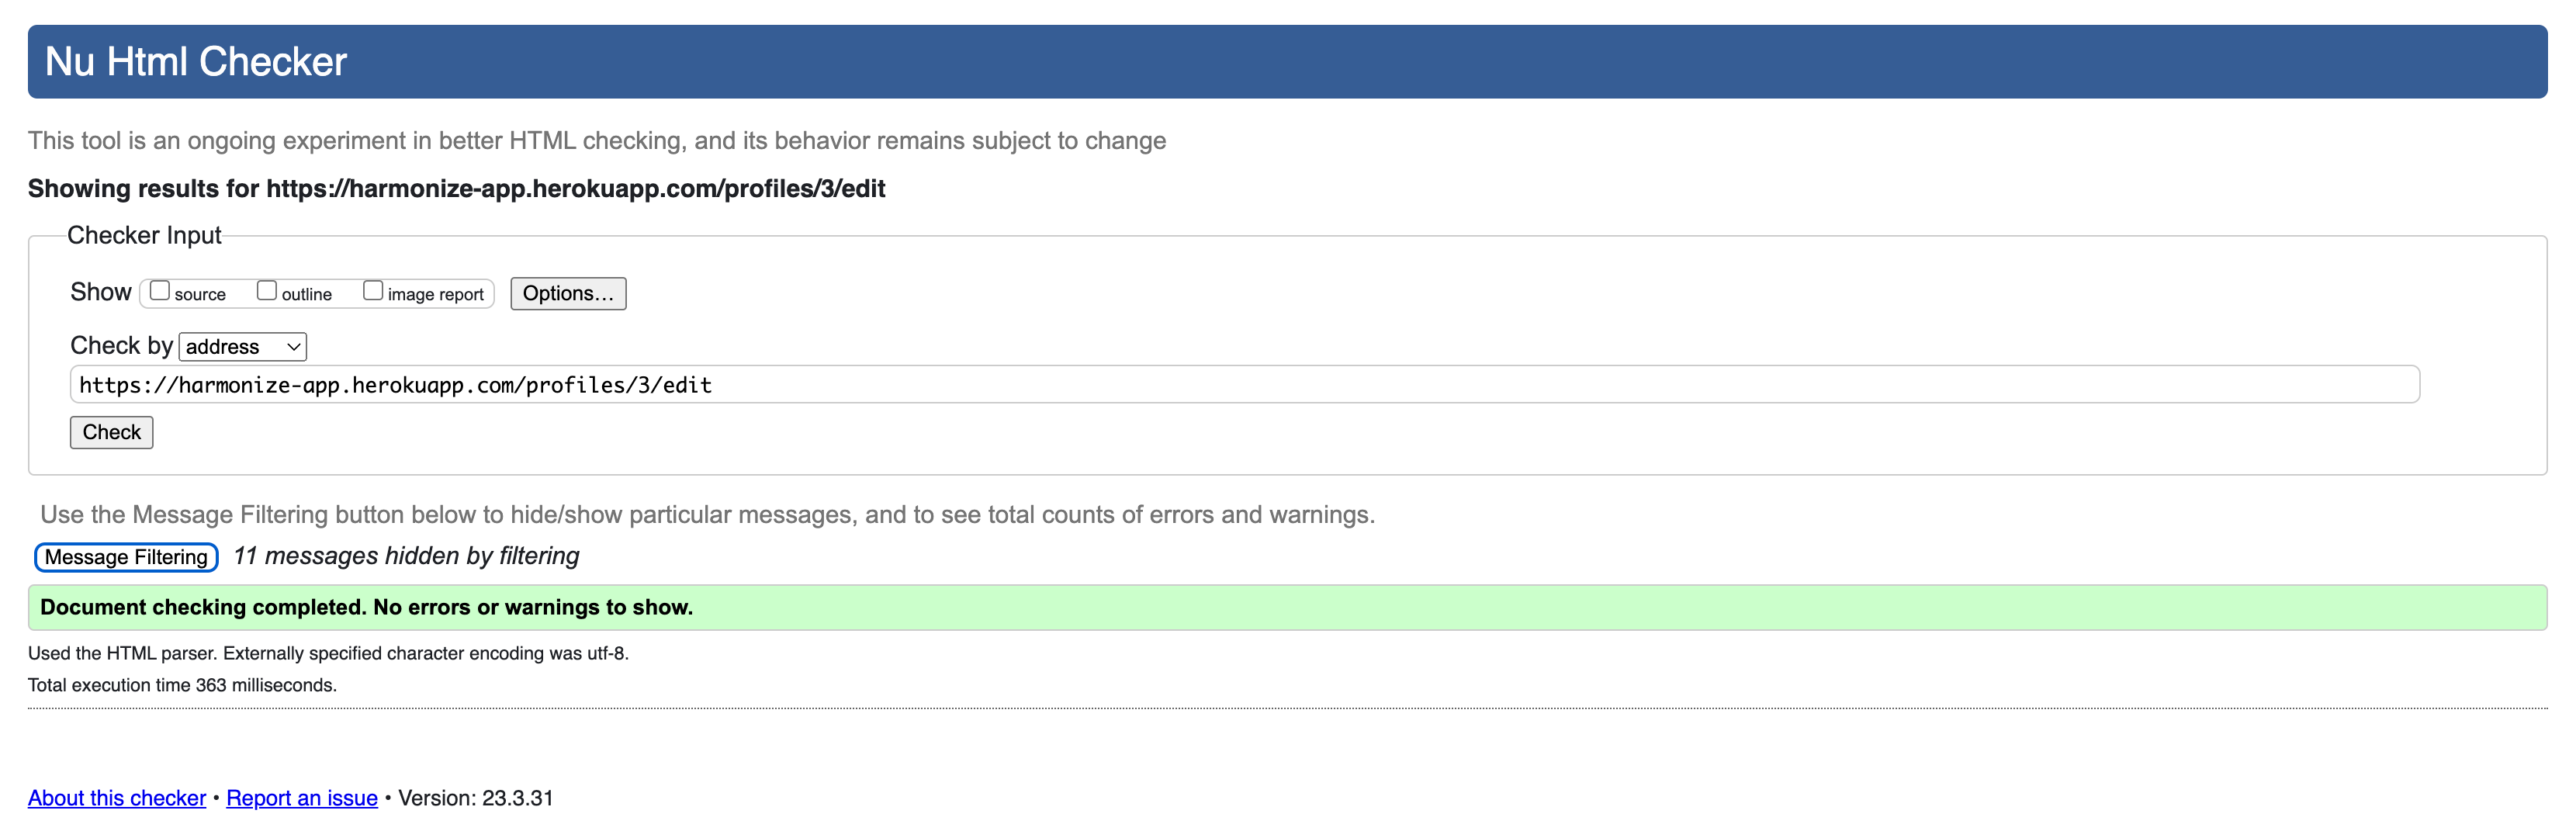 Nu Html Checker
This tool is an ongoing experiment in better HTML checking, and its behavior remains subject to change
Showing results for https://harmonize-app.herokuapp.com/profiles/3/edit
Checker Input
Show source outline image report Options…
Check by address
https://harmonize-app.herokuapp.com/profiles/3/edit
Check
Use the Message Filtering button below to hide/show particular messages, and to see total counts of errors and warnings.
Message Filtering 11 messages hidden by filtering
Document checking completed. No errors or warnings to show.
Used the HTML parser. Externally specified character encoding was utf-8.
Total execution time 363 milliseconds.
About this checker • Report an issue • Version: 23.3.31